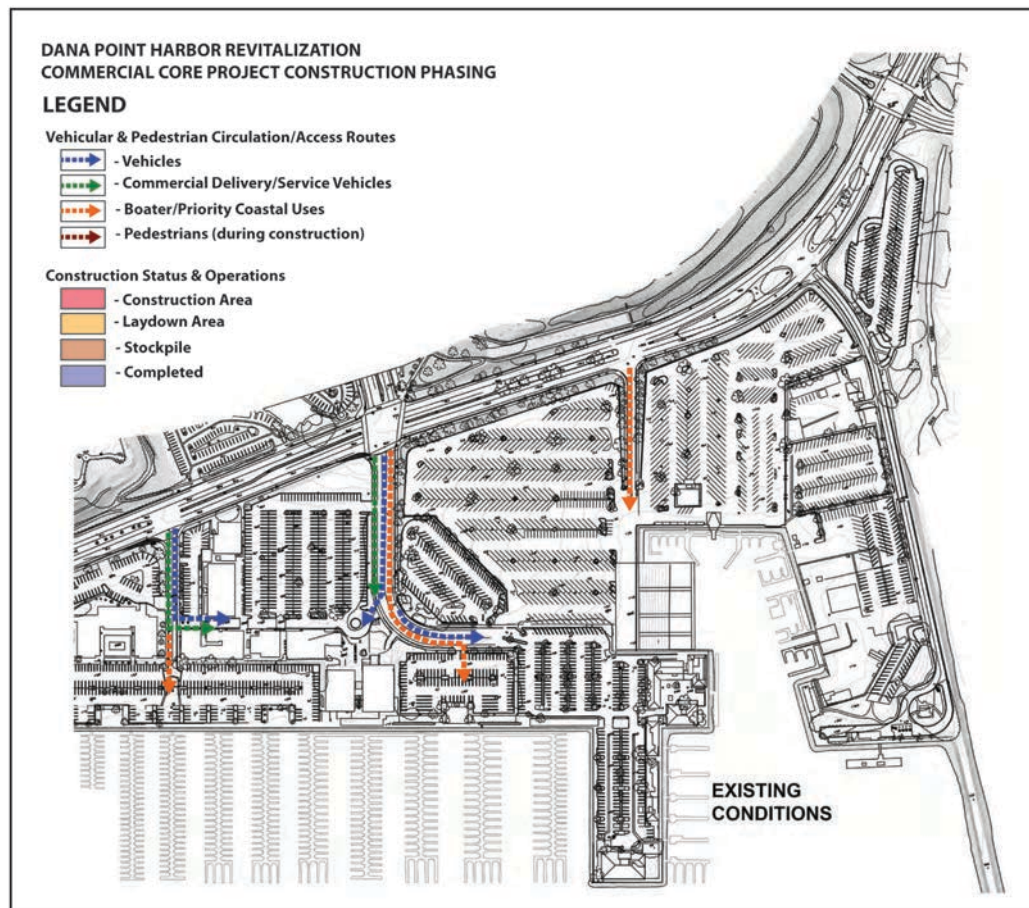 DANA POINT HARBOR REVITALIZATION
COMMERCIAL CORE PROJECT CONSTRUCTION PHASING
LEGEND
Vehicular & Pedestrian Circulation/Access Routes
- Vehicles
- Commercial Delivery/Service Vehicles
- Boater/Priority Coastal Uses
- Pedestrians (during construction)
Construction Status & Operations
- Construction Area
- Laydown Area
- Stockpile
- Completed
EXISTING
CONDITIONS